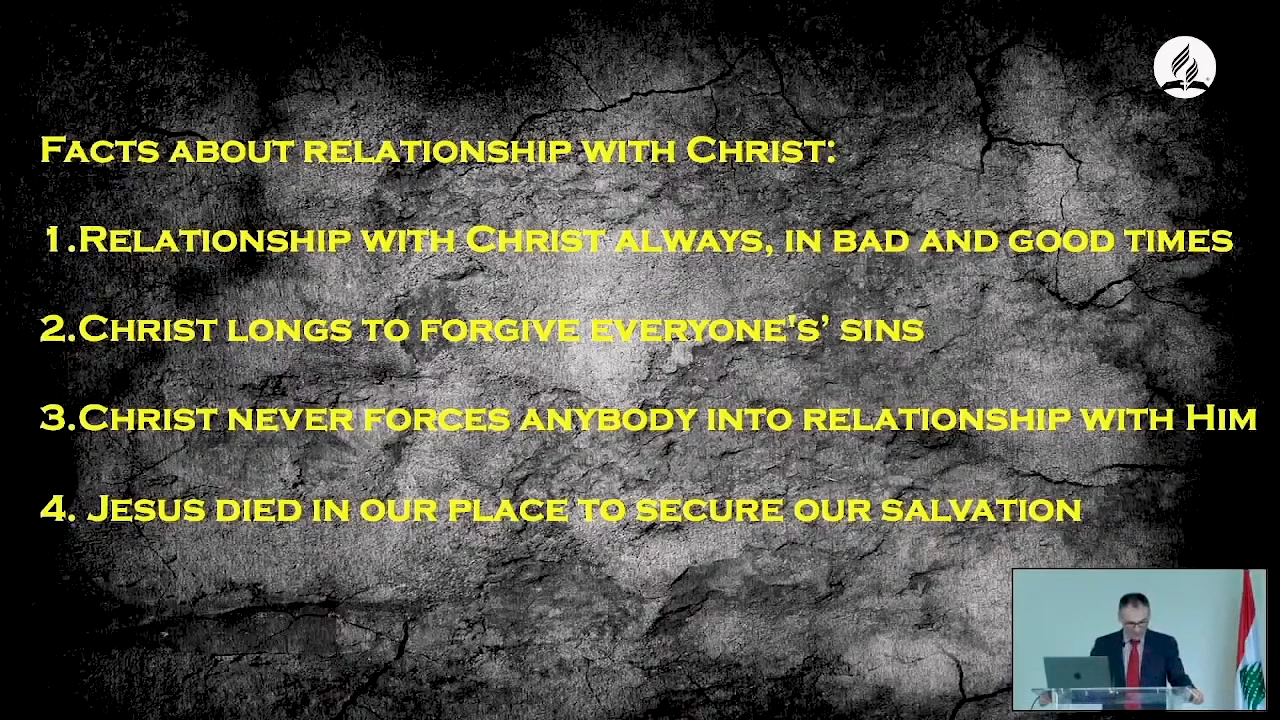 Facts about relationship with Christ:
1.Relationship with Christ always, in bad and good times
2.Christ longs to forgive everyone's’ sins
3.Christ never forces anybody into relationship with Him
4. Jesus died in our place to secure our salvation